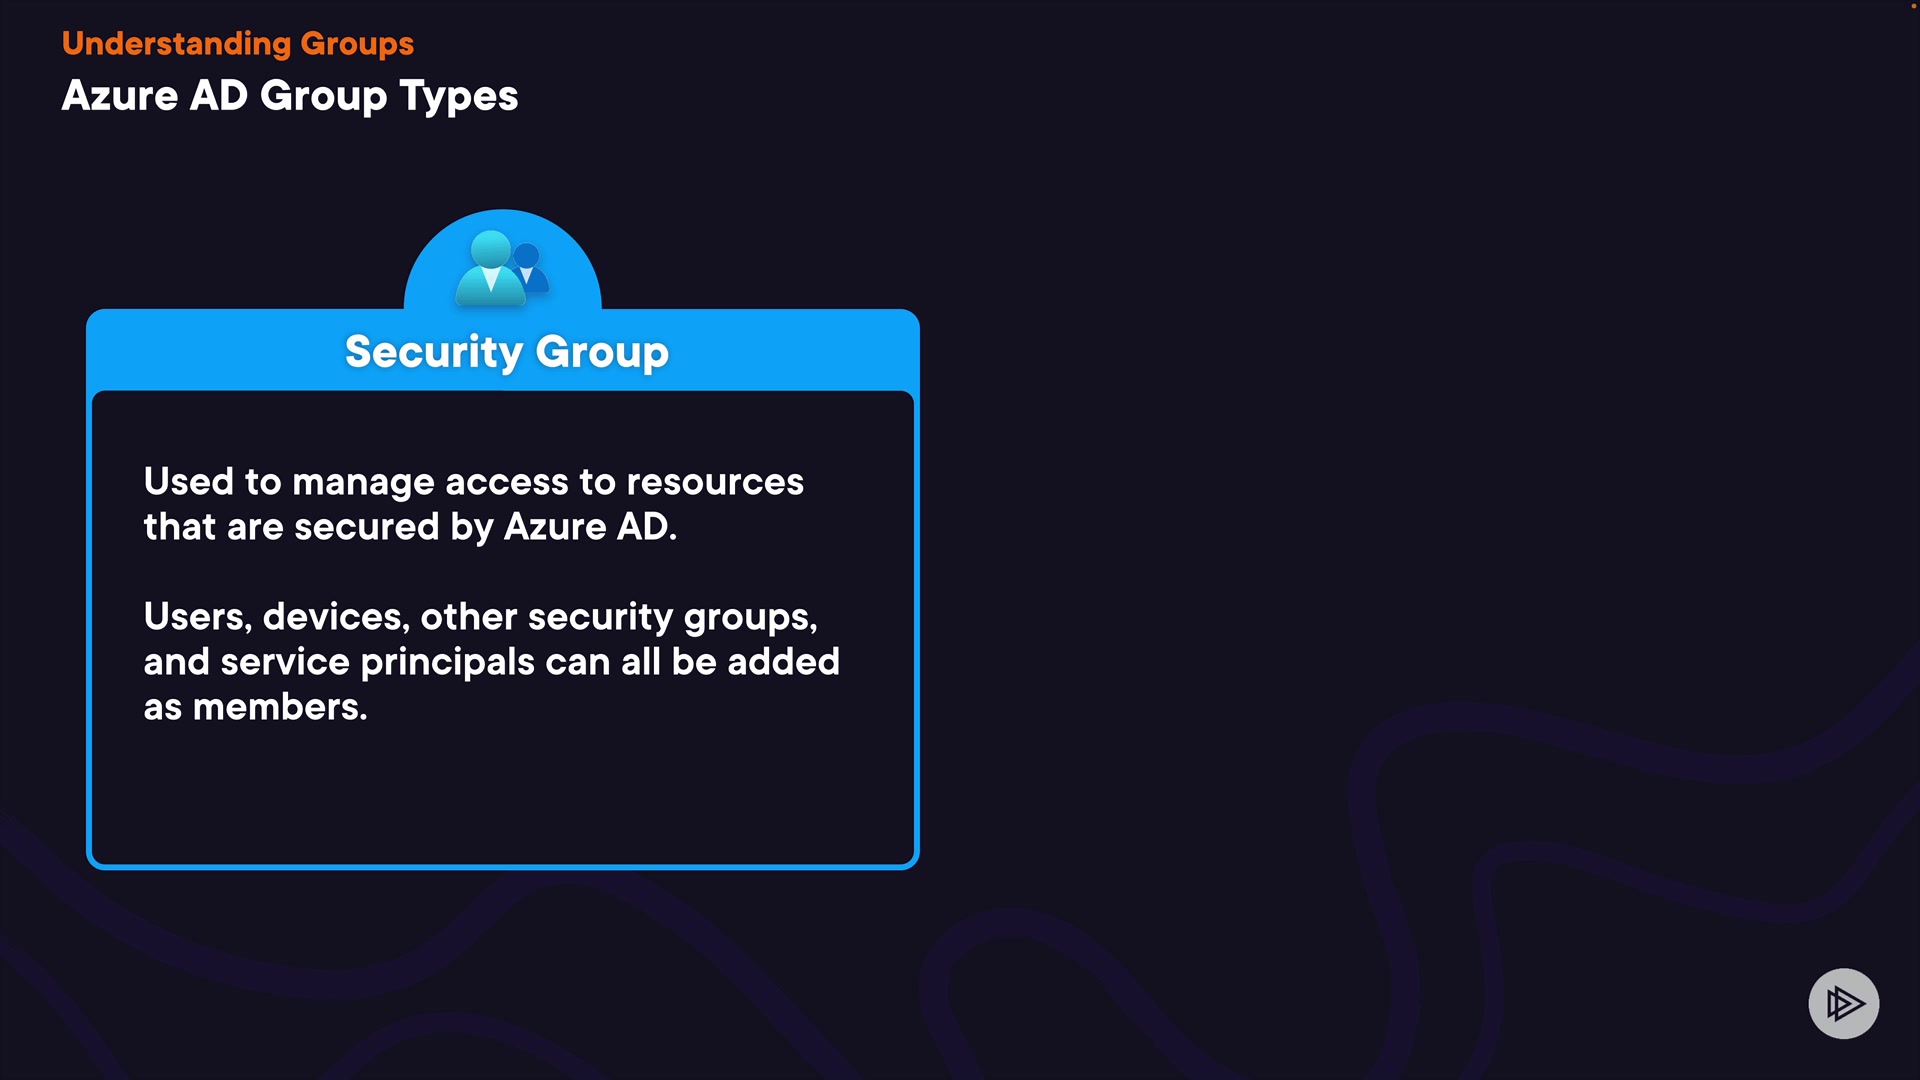 Understanding Groups
Azure AD Group Types
Security Group
Used to manage access to resources
that are secured by Azure AD.
Users, devices, other security groups,
and service principals can all be added
as members.